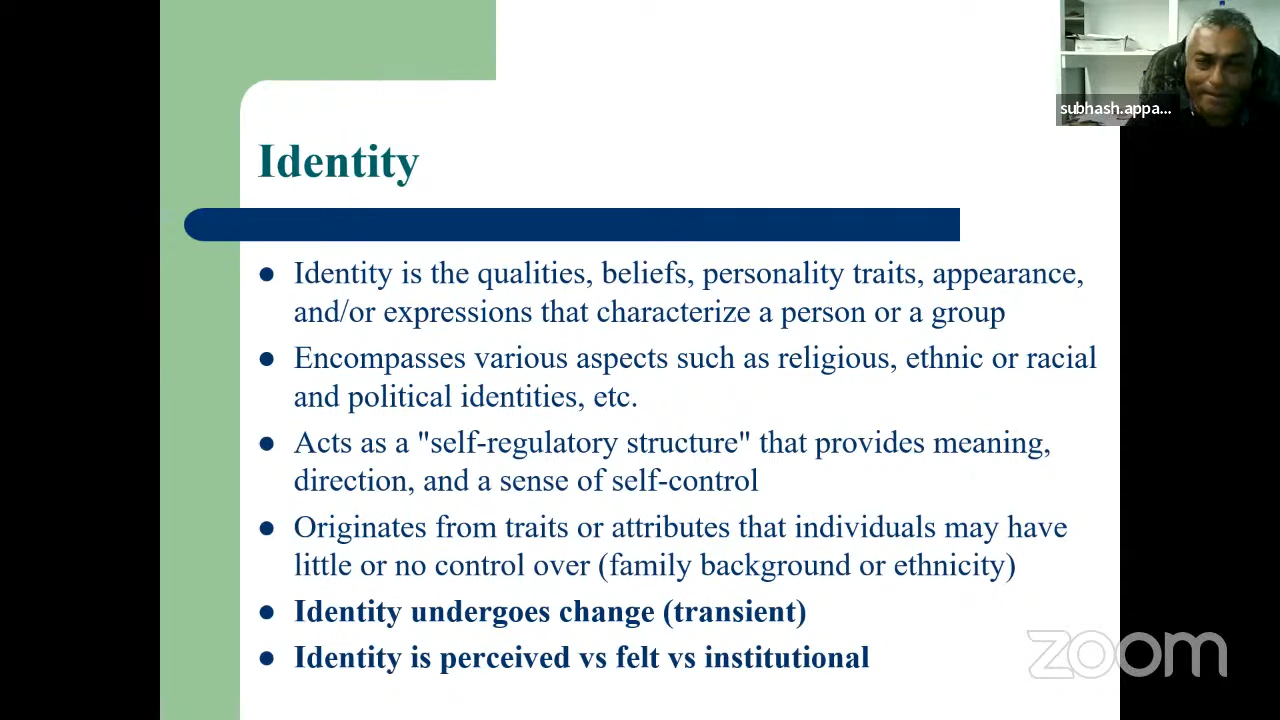 subhash.appa...
Identity
● Identity is the qualities, beliefs, personality traits, appearance,
and/or expressions that characterize a person or a group
● Encompasses various aspects such as religious, ethnic or racial
and political identities, etc.
● Acts as a "self-regulatory structure" that provides meaning,
direction, and a sense of self-control
● Originates from traits or attributes that individuals may have
little or no control over (family background or ethnicity)
● Identity undergoes change (transient)
● Identity is perceived vs felt vs institutional
zoom